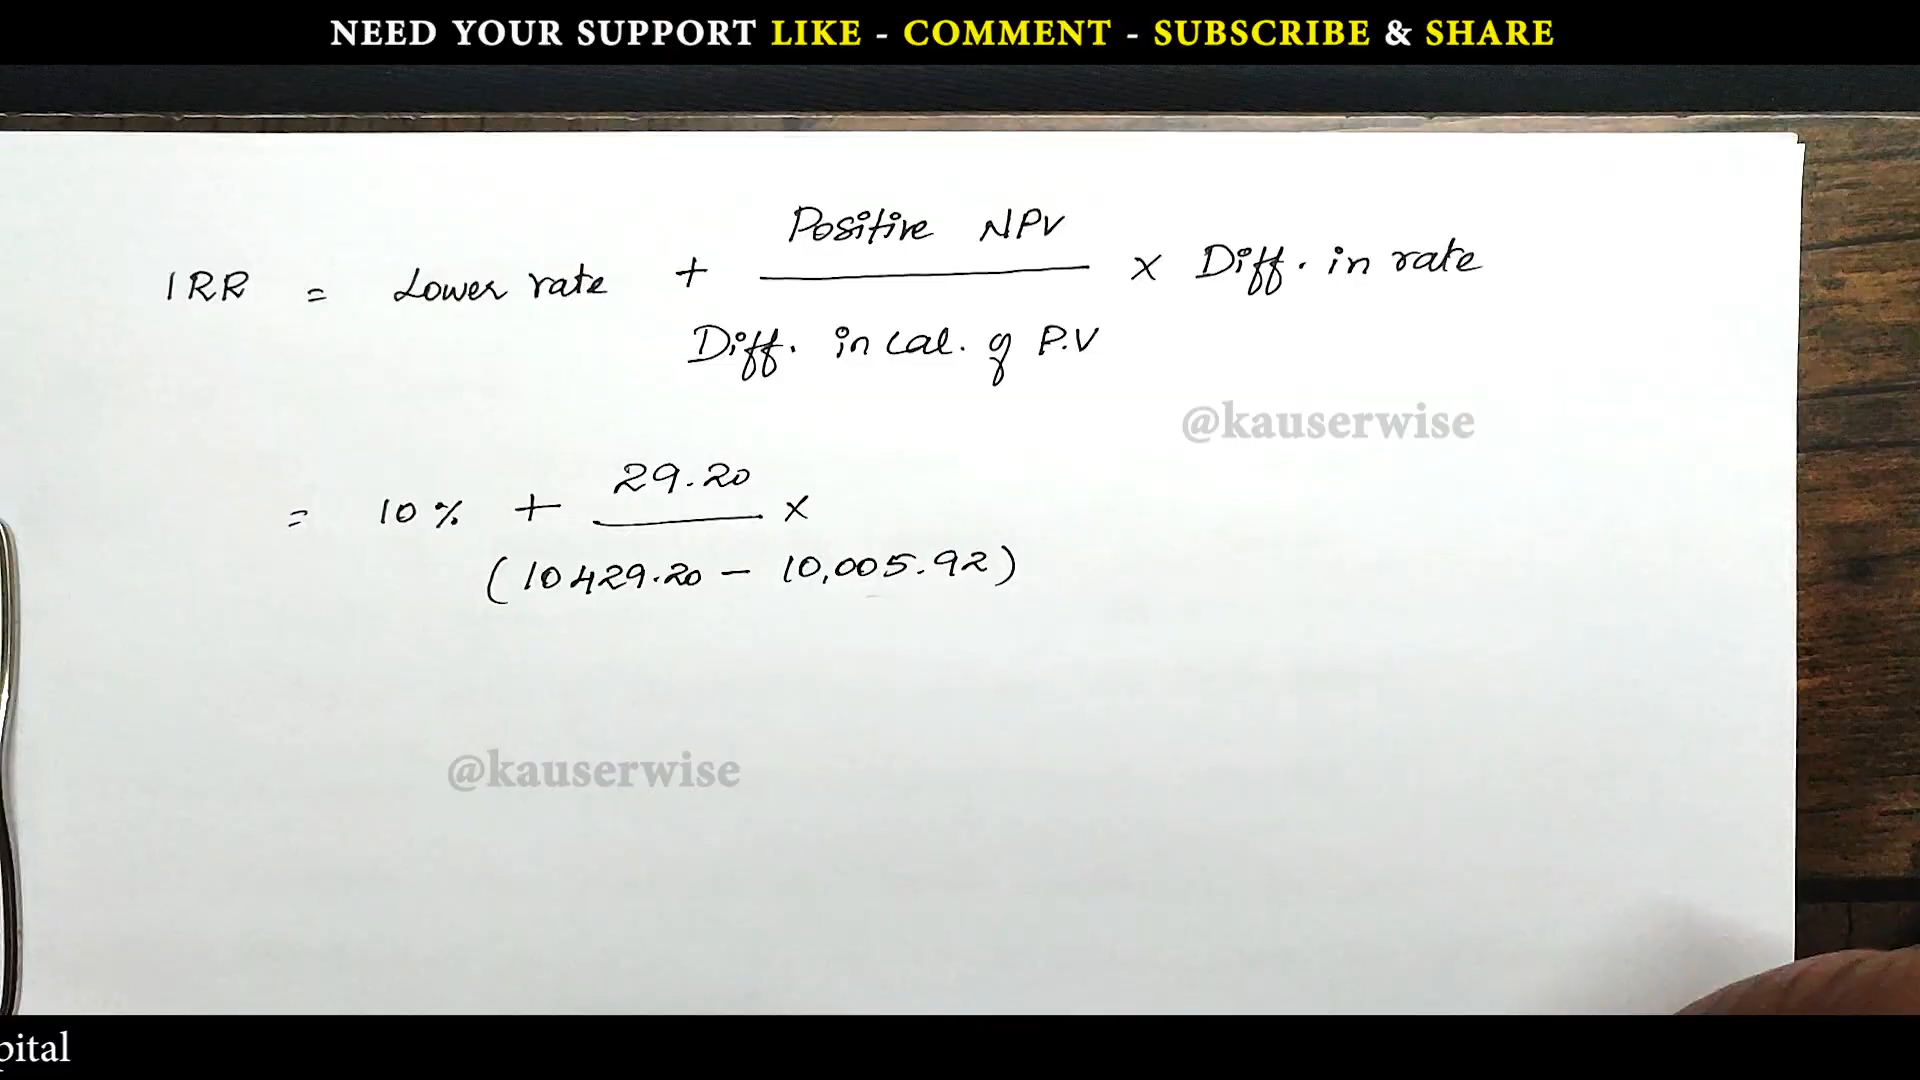 NEED YOUR SUPPORT LIKE - COMMENT - SUBSCRIBE & SHARE
IRR = Lower rate + Positive NPV × Diff. in rate
Diff. in cal. of P.V
@kauserwise
= 10% + 29.20 ×
(10429.20 - 10,005.92)
@kauserwise
pital